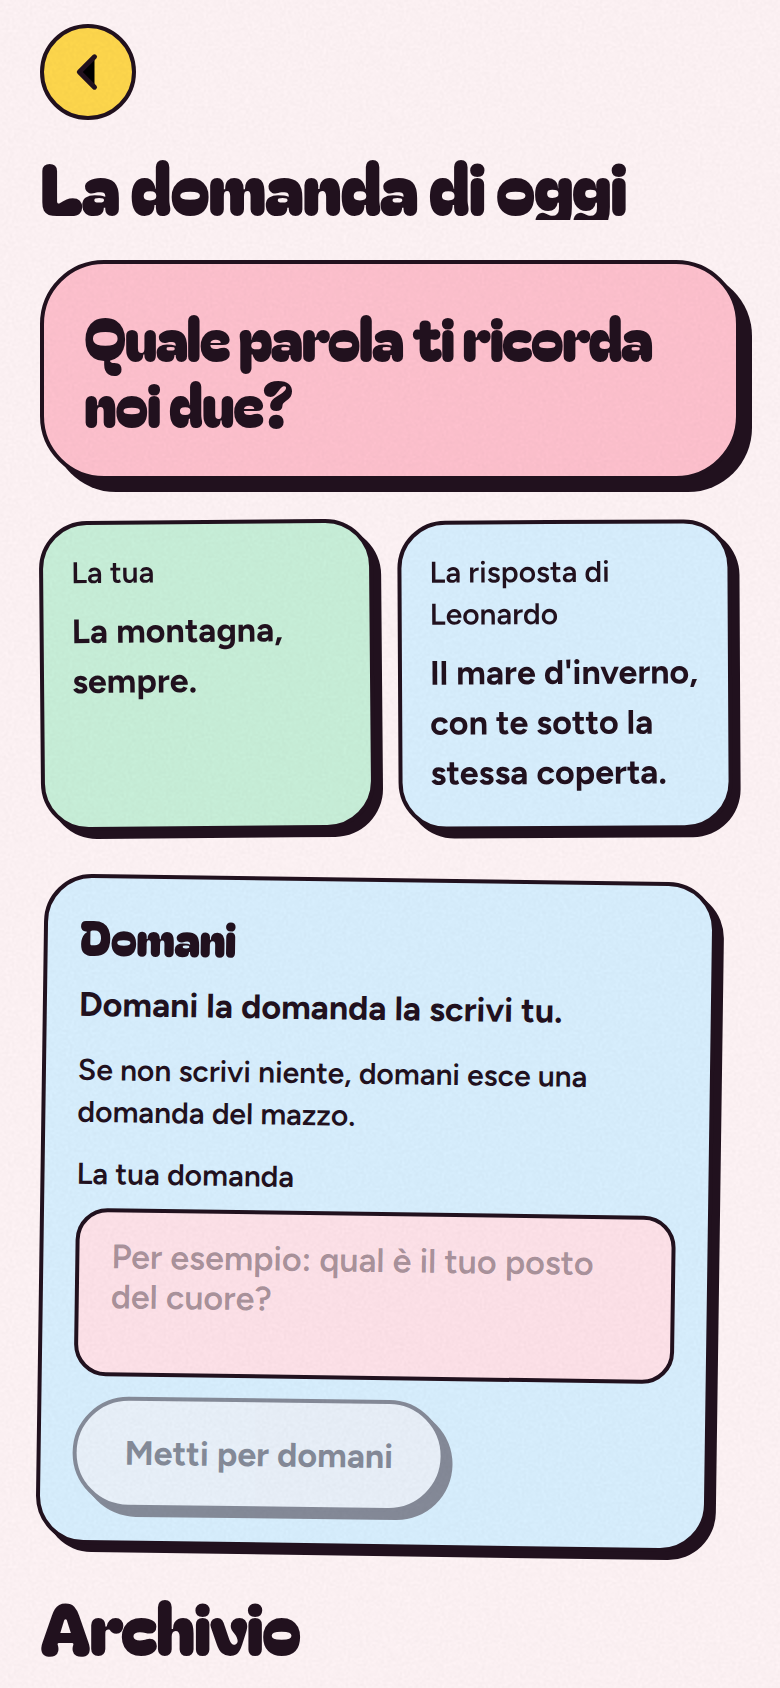 La domanda di oggi
Quale parola ti ricorda
noi due?
La tua
La montagna,
sempre.
La risposta di
Leonardo
Il mare d'inverno,
con te sotto la
stessa coperta.
Domani
Domani la domanda la scrivi tu.
Se non scrivi niente, domani esce una
domanda del mazzo.
La tua domanda
Per esempio: qual è il tuo posto
del cuore?
Metti per domani
Archivio